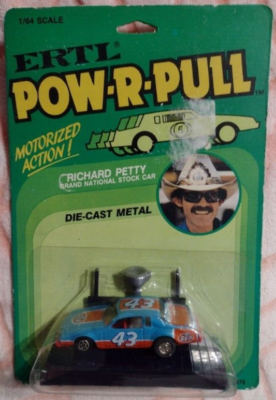 1/64 SCALE
ERTL
POW-R-PULL
MOTORIZED
ACTION!
RICHARD PETTY
GRAND NATIONAL STOCK CAR
DIE-CAST METAL
43
43
STP